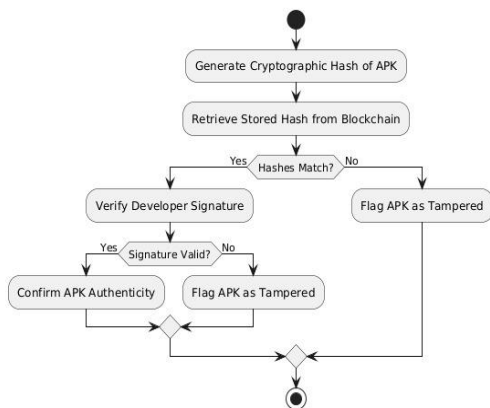 Generate Cryptographic Hash of APK
Retrieve Stored Hash from Blockchain
Yes
Hashes Match?
No
Verify Developer Signature
Flag APK as Tampered
Yes
Signature Valid?
No
Confirm APK Authenticity
Flag APK as Tampered